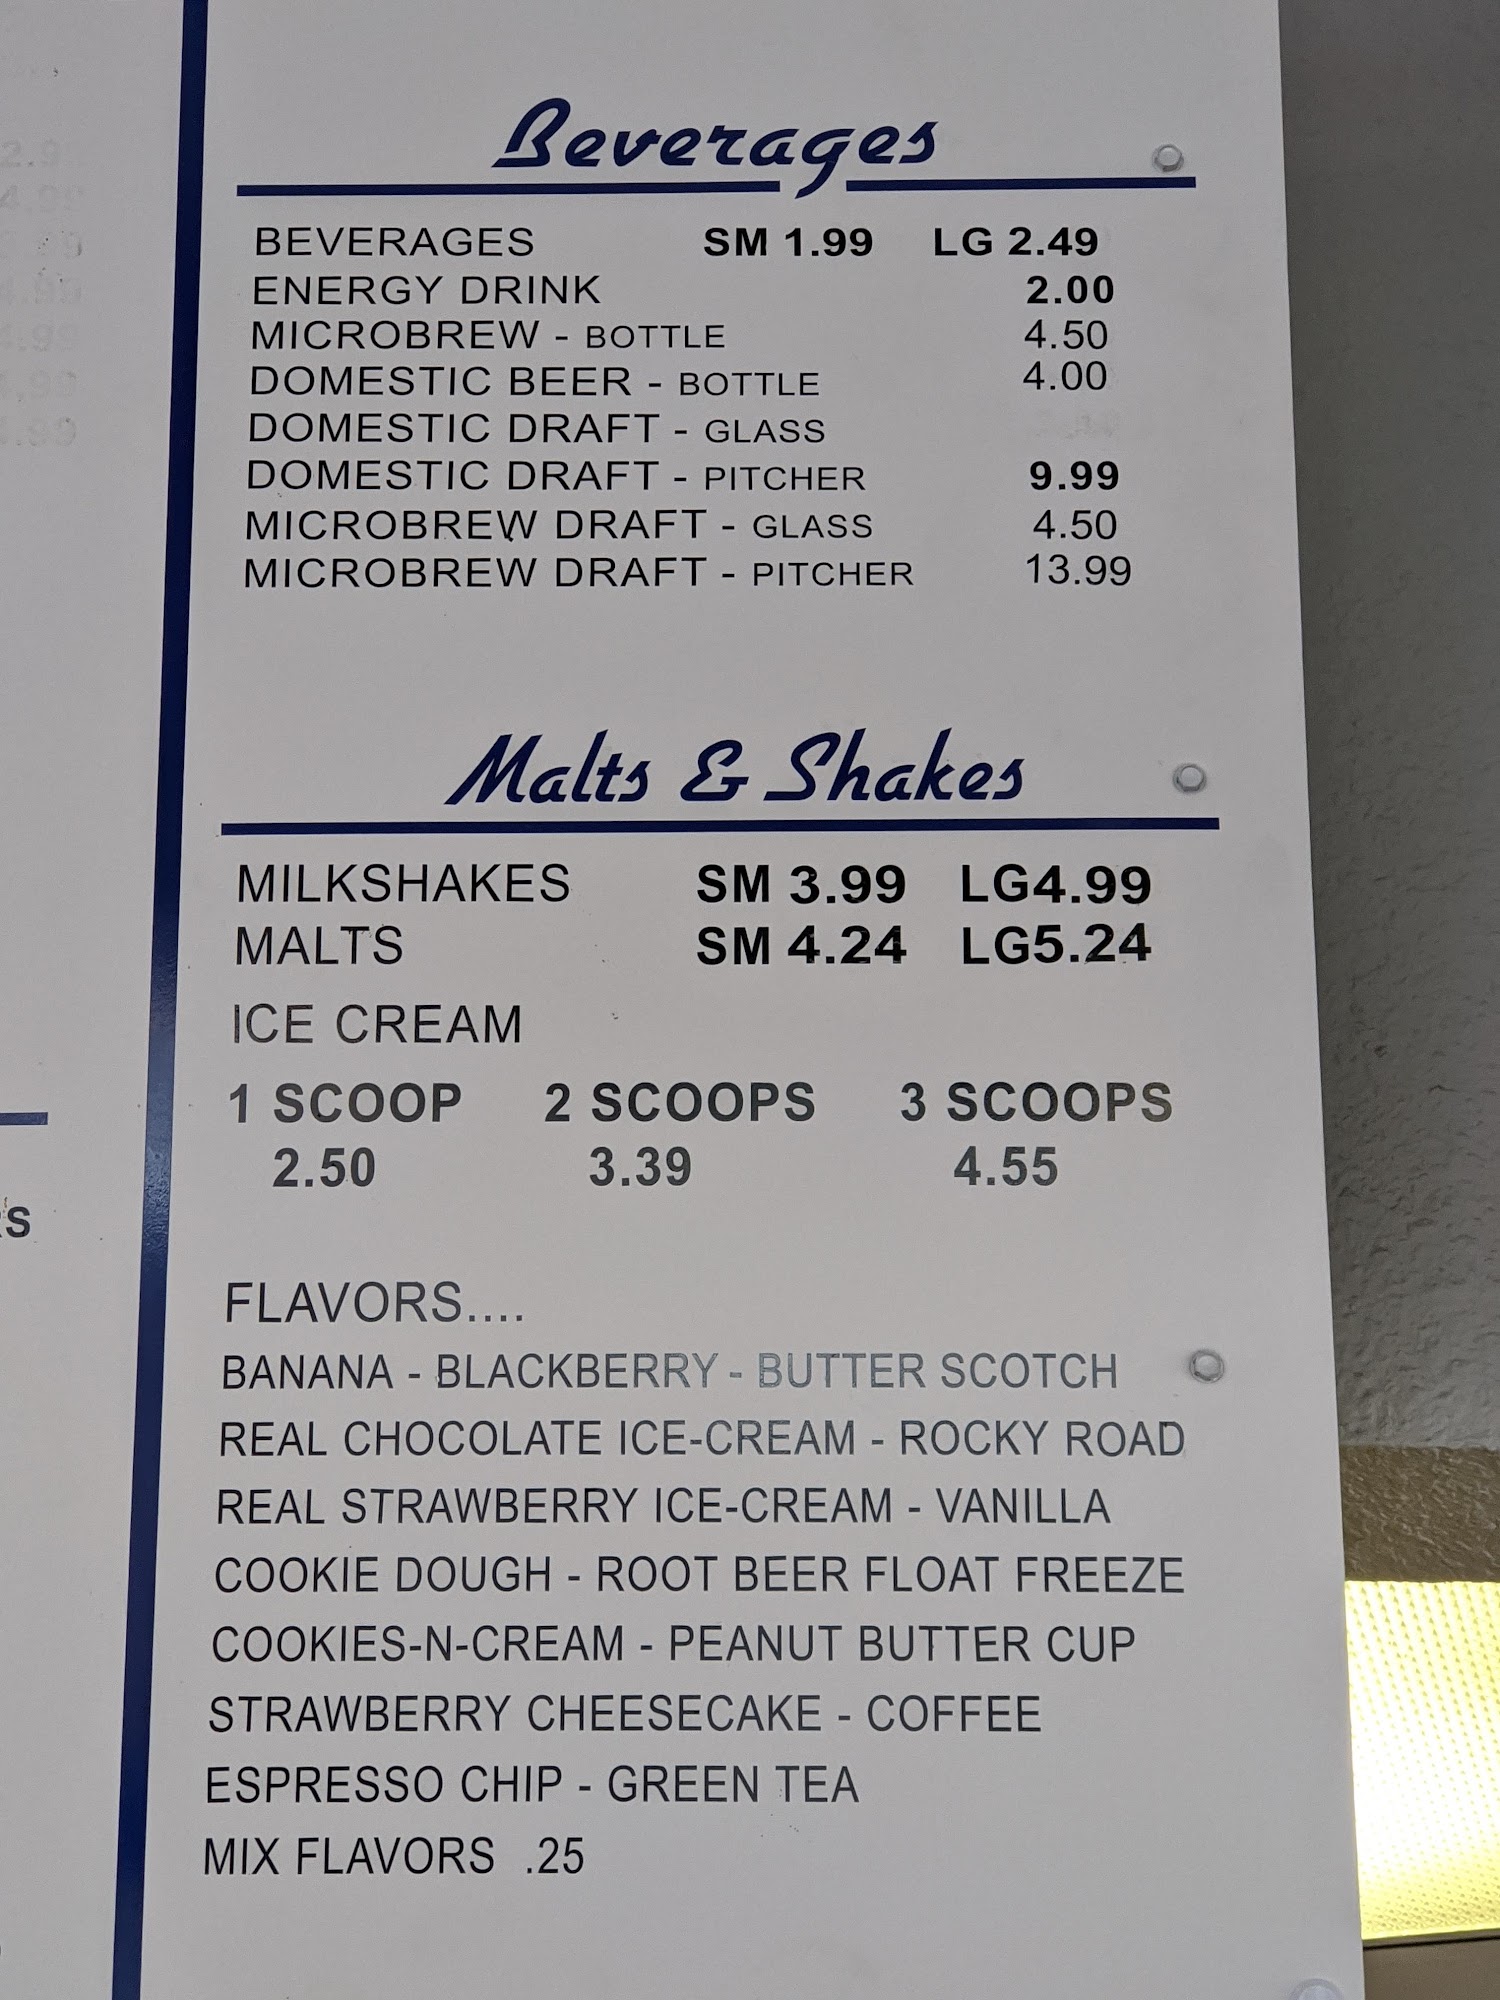 Beverages
BEVERAGES SM 1.99 LG 2.49
ENERGY DRINK 2.00
MICROBREW - BOTTLE 4.50
DOMESTIC BEER - BOTTLE 4.00
DOMESTIC DRAFT - GLASS
DOMESTIC DRAFT - PITCHER 9.99
MICROBREW DRAFT - GLASS 4.50
MICROBREW DRAFT - PITCHER 13.99
Malts & Shakes
MILKSHAKES SM 3.99 LG4.99
MALTS SM 4.24 LG5.24
ICE CREAM
1 SCOOP 2 SCOOPS 3 SCOOPS
2.50 3.39 4.55
FLAVORS....
BANANA - BLACKBERRY - BUTTER SCOTCH
REAL CHOCOLATE ICE-CREAM - ROCKY ROAD
REAL STRAWBERRY ICE-CREAM - VANILLA
COOKIE DOUGH - ROOT BEER FLOAT FREEZE
COOKIES-N-CREAM - PEANUT BUTTER CUP
STRAWBERRY CHEESECAKE - COFFEE
ESPRESSO CHIP - GREEN TEA
MIX FLAVORS .25